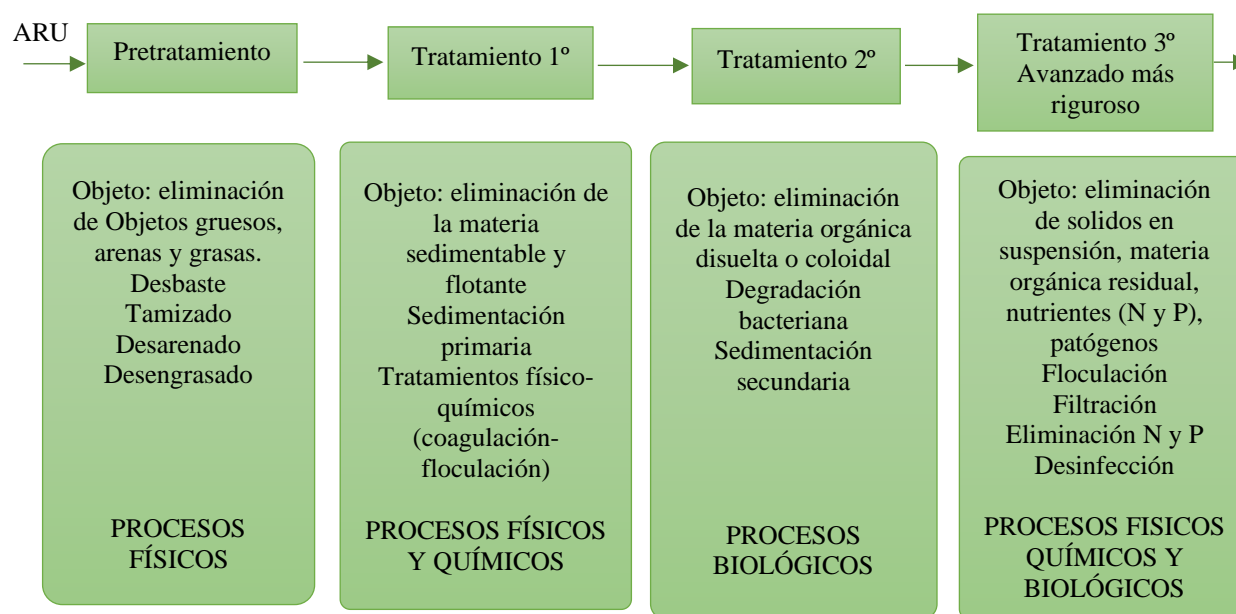 ARU
Pretratamiento
Tratamiento 1º
Tratamiento 2º
Tratamiento 3º
Avanzado más
riguroso
Objeto: eliminación
de Objetos gruesos,
arenas y grasas.
Desbaste
Tamizado
Desarenado
Desengrasado
PROCESOS
FÍSICOS
Objeto: eliminación de
la materia
sedimentable y
flotante
Sedimentación
primaria
Tratamientos físico-
químicos
(coagulación-
floculación)
PROCESOS FÍSICOS
Y QUÍMICOS
Objeto: eliminación
de la materia orgánica
disuelta o coloidal
Degradación
bacteriana
Sedimentación
secundaria
PROCESOS
BIOLÓGICOS
Objeto: eliminación
de solidos en
suspensión, materia
orgánica residual,
nutrientes (N y P),
patógenos
Floculación
Filtración
Eliminación N y P
Desinfección
PROCESOS FISICOS
QUÍMICOS Y
BIOLÓGICOS